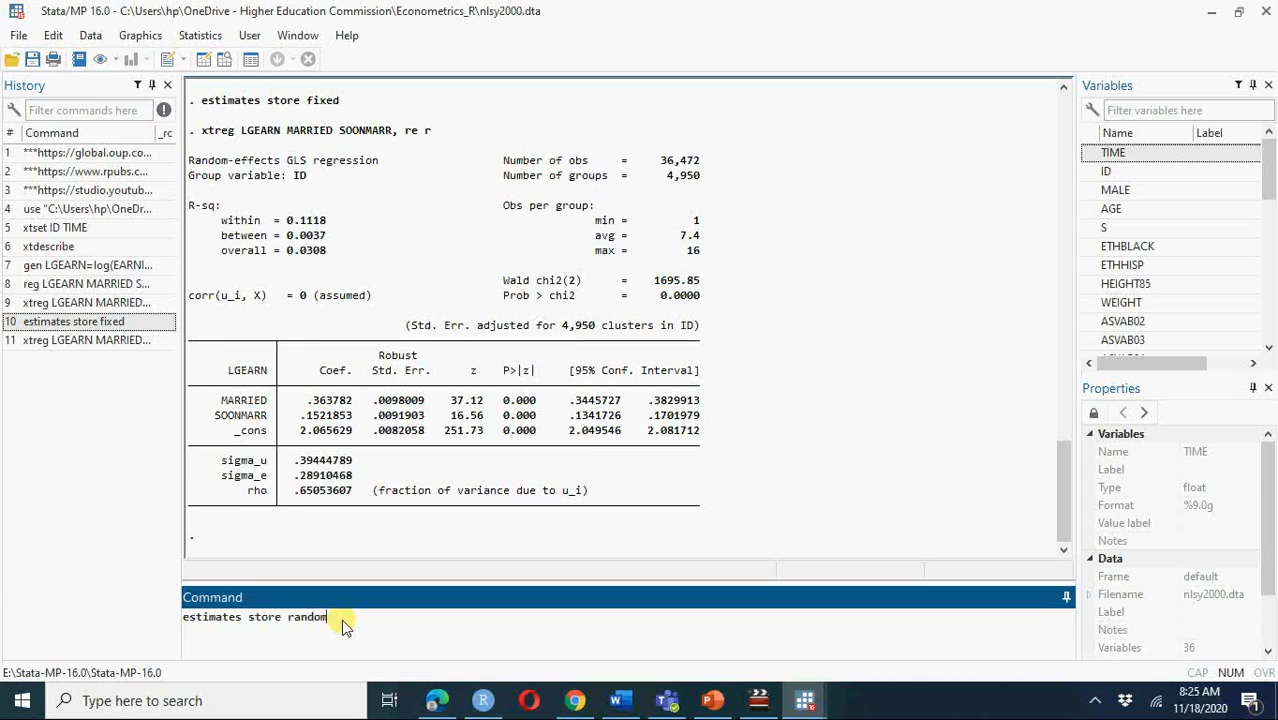 Stata/MP 16.0 - C:\Users\hp\OneDrive - Higher Education Commission\Econometrics_R\nlsy2000.dta
File Edit Data Graphics Statistics User Window Help
History
Filter commands here
# Command _rc
1 ***https://global.oup.co...
2 ***https://www.rpubs.c...
3 ***https://studio.youtub...
4 use "C:\Users\hp\OneDr...
5 xtset ID TIME
6 xtdescribe
7 gen LGEARN=log(EARNI...
8 reg LGEARN MARRIED S...
9 xtreg LGEARN MARRIED...
10 estimates store fixed
11 xtreg LGEARN MARRIED...
. estimates store fixed
. xtreg LGEARN MARRIED SOONMARR, re r
Random-effects GLS regression Number of obs = 36,472
Group variable: ID Number of groups = 4,950
R-sq: Obs per group:
within = 0.1118 min = 1
between = 0.0037 avg = 7.4
overall = 0.0308 max = 16
Wald chi2(2) = 1695.85
corr(u_i, X) = 0 (assumed) Prob > chi2 = 0.0000
(Std. Err. adjusted for 4,950 clusters in ID)
Robust
LGEARN Coef. Std. Err. z P>|z| [95% Conf. Interval]
MARRIED .363782 .0098009 37.12 0.000 .3445727 .3829913
SOONMARR .1521853 .0091903 16.56 0.000 .1341726 .1701979
_cons 2.065629 .0082058 251.73 0.000 2.049546 2.081712
sigma_u .39444789
sigma_e .28910468
rho .65053607 (fraction of variance due to u_i)
.
Command
estimates store random
Variables
Filter variables here
Name Label
TIME
ID
MALE
AGE
S
ETHBLACK
ETHHISP
HEIGHT85
WEIGHT
ASVAB02
ASVAB03
Properties
Variables
Name TIME
Label
Type float
Format %9.0g
Value label
Notes
Data
Frame default
Filename nlsy2000.dta
Label
Notes
Variables 36
E:\Stata-MP-16.0\Stata-MP-16.0
CAP NUM OVR
Type here to search
8:25 AM
11/18/2020